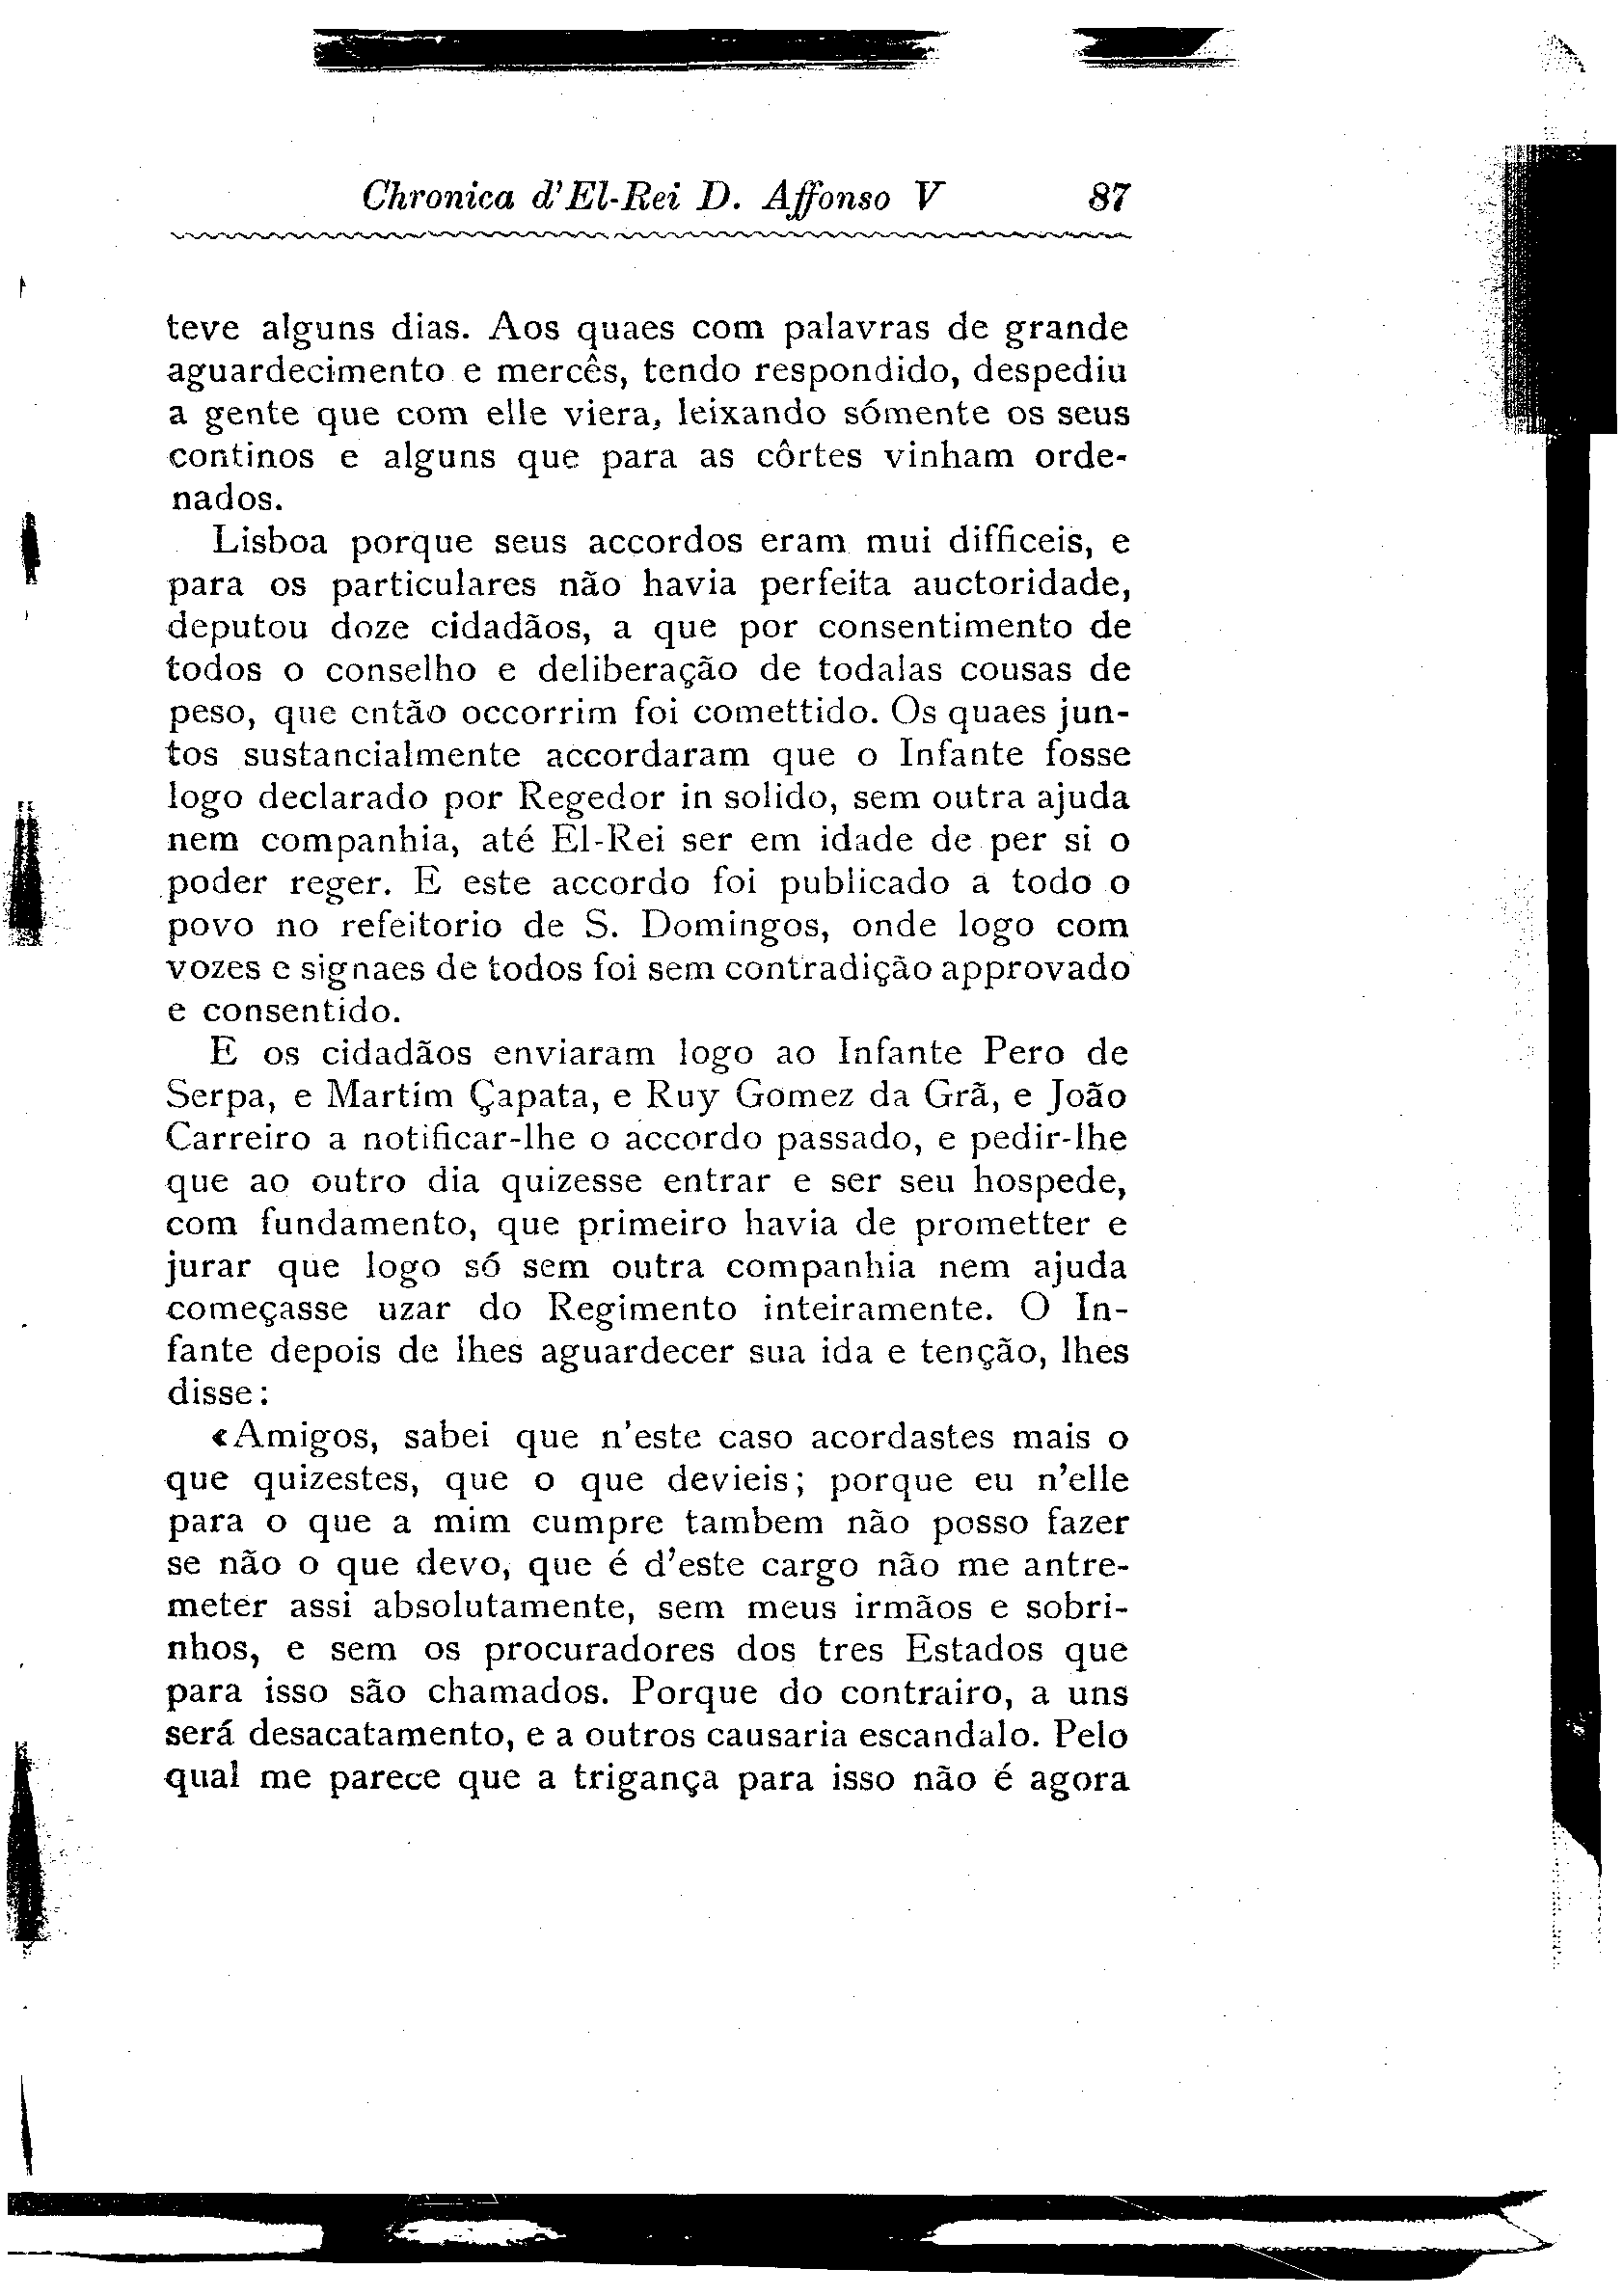 Chronica d'El-Rei D. Affonso V 87
teve alguns dias. Aos quaes com palavras de grande
aguardecimento e mercês, tendo respondido, despediu
a gente que com elle viera, leixando sómente os seus
continos e alguns que para as côrtes vinham orde-
nados.
Lisboa porque seus accordos eram mui difficeis, e
para os particulares não havia perfeita auctoridade,
deputou doze cidadãos, a que por consentimento de
todos o conselho e deliberação de todalas cousas de
peso, que então occorrim foi comettido. Os quaes jun-
tos sustancialmente accordaram que o Infante fosse
logo declarado por Regedor in solido, sem outra ajuda
nem companhia, até El-Rei ser em idade de per si o
poder reger. E este accordo foi publicado a todo o
povo no refeitorio de S. Domingos, onde logo com
vozes e signaes de todos foi sem contradição approvado
e consentido.
E os cidadãos enviaram logo ao Infante Pero de
Serpa, e Martim Çapata, e Ruy Gomez da Grã, e João
Carreiro a notificar-lhe o accordo passado, e pedir-lhe
que ao outro dia quizesse entrar e ser seu hospede,
com fundamento, que primeiro havia de prometter e
jurar que logo só sem outra companhia nem ajuda
começasse uzar do Regimento inteiramente. O In-
fante depois de lhes aguardecer sua ida e tenção, lhes
disse:
«Amigos, sabei que n'este caso acordastes mais o
que quizestes, que o que devieis; porque eu n'elle
para o que a mim cumpre tambem não posso fazer
se não o que devo, que é d'este cargo não me antre-
meter assi absolutamente, sem meus irmãos e sobri-
nhos, e sem os procuradores dos tres Estados que
para isso são chamados. Porque do contrairo, a uns
será desacatamento, e a outros causaria escandalo. Pelo
qual me parece que a trigança para isso não é agora